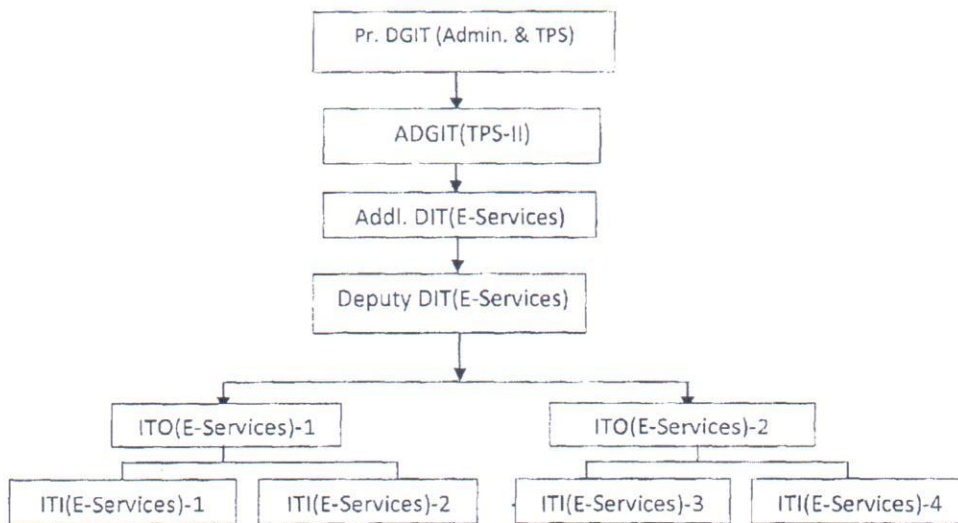 Pr. DGIT (Admin. & TPS)
ADGIT(TPS-II)
Addl. DIT(E-Services)
Deputy DIT(E-Services)
ITO(E-Services)-1
ITO(E-Services)-2
ITI(E-Services)-1
ITI(E-Services)-2
ITI(E-Services)-3
ITI(E-Services)-4